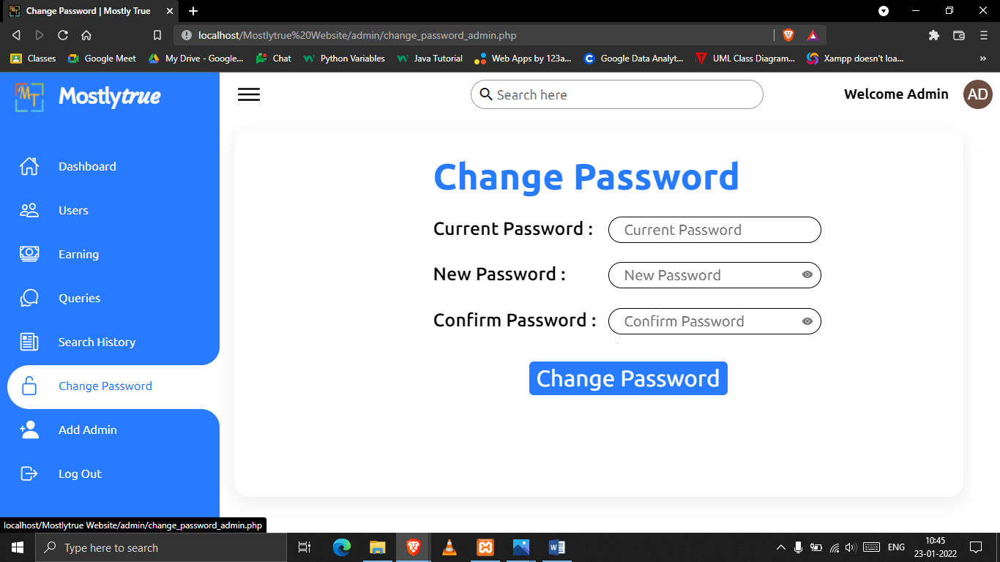 Change Password | Mostly True
localhost/Mostlytrue%20Website/admin/change_password_admin.php
Classes Google Meet My Drive - Google... Chat Python Variables Java Tutorial Web Apps by 123a... Google Data Analyt... UML Class Diagram... Xampp doesn't loa... »
MT Mostlytrue
Search here
Welcome Admin AD
Dashboard
Users
Earning
Queries
Search History
Change Password
Add Admin
Log Out
Change Password
Current Password : Current Password
New Password : New Password
Confirm Password : Confirm Password
Change Password
localhost/Mostlytrue Website/admin/change_password_admin.php
Type here to search
ENG
10:45
23-01-2022